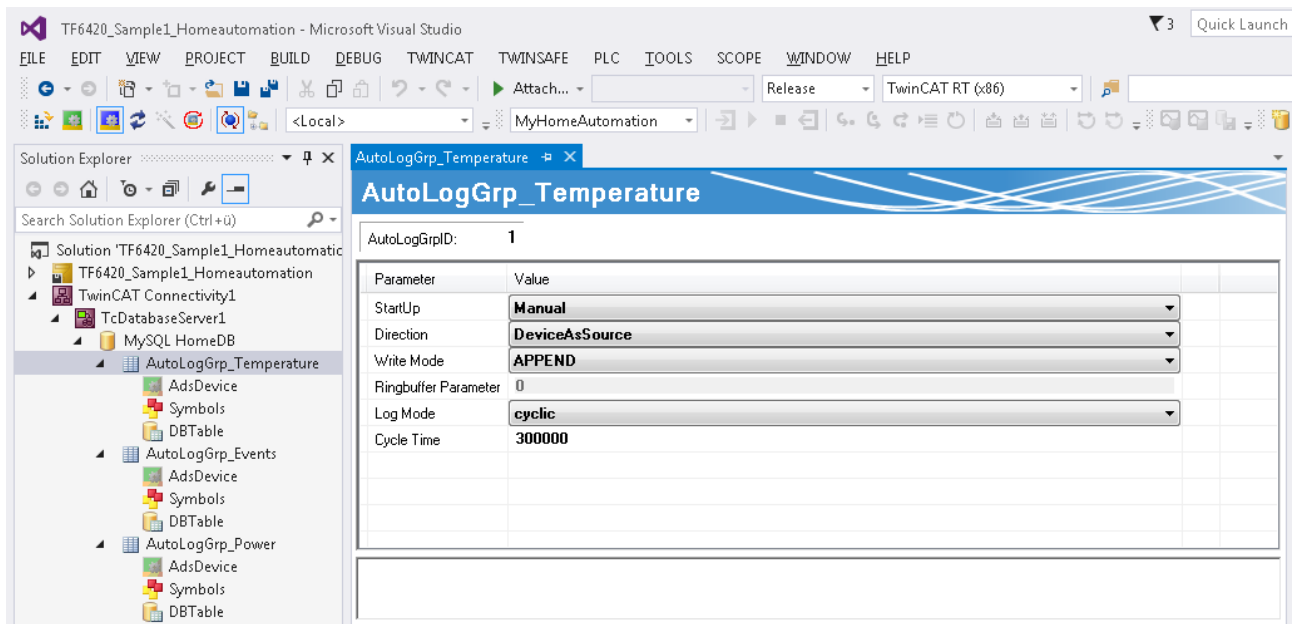 TF6420_Sample1_Homeautomation - Microsoft Visual Studio
3
Quick Launch
FILE EDIT VIEW PROJECT BUILD DEBUG TWINCAT TWINSAFE PLC TOOLS SCOPE WINDOW HELP
Attach...
Release
TwinCAT RT (x86)
<Local>
MyHomeAutomation
Solution Explorer
AutoLogGrp_Temperature
AutoLogGrp_Temperature
Search Solution Explorer (Ctrl+ü)
AutoLogGrpID: 1
Solution 'TF6420_Sample1_Homeautomatic
TF6420_Sample1_Homeautomation
TwinCAT Connectivity1
TcDatabaseServer1
MySQL HomeDB
AutoLogGrp_Temperature
AdsDevice
Symbols
DBTable
AutoLogGrp_Events
AdsDevice
Symbols
DBTable
AutoLogGrp_Power
AdsDevice
Symbols
DBTable
Parameter Value
StartUp Manual
Direction DeviceAsSource
Write Mode APPEND
Ringbuffer Parameter 0
Log Mode cyclic
Cycle Time 300000